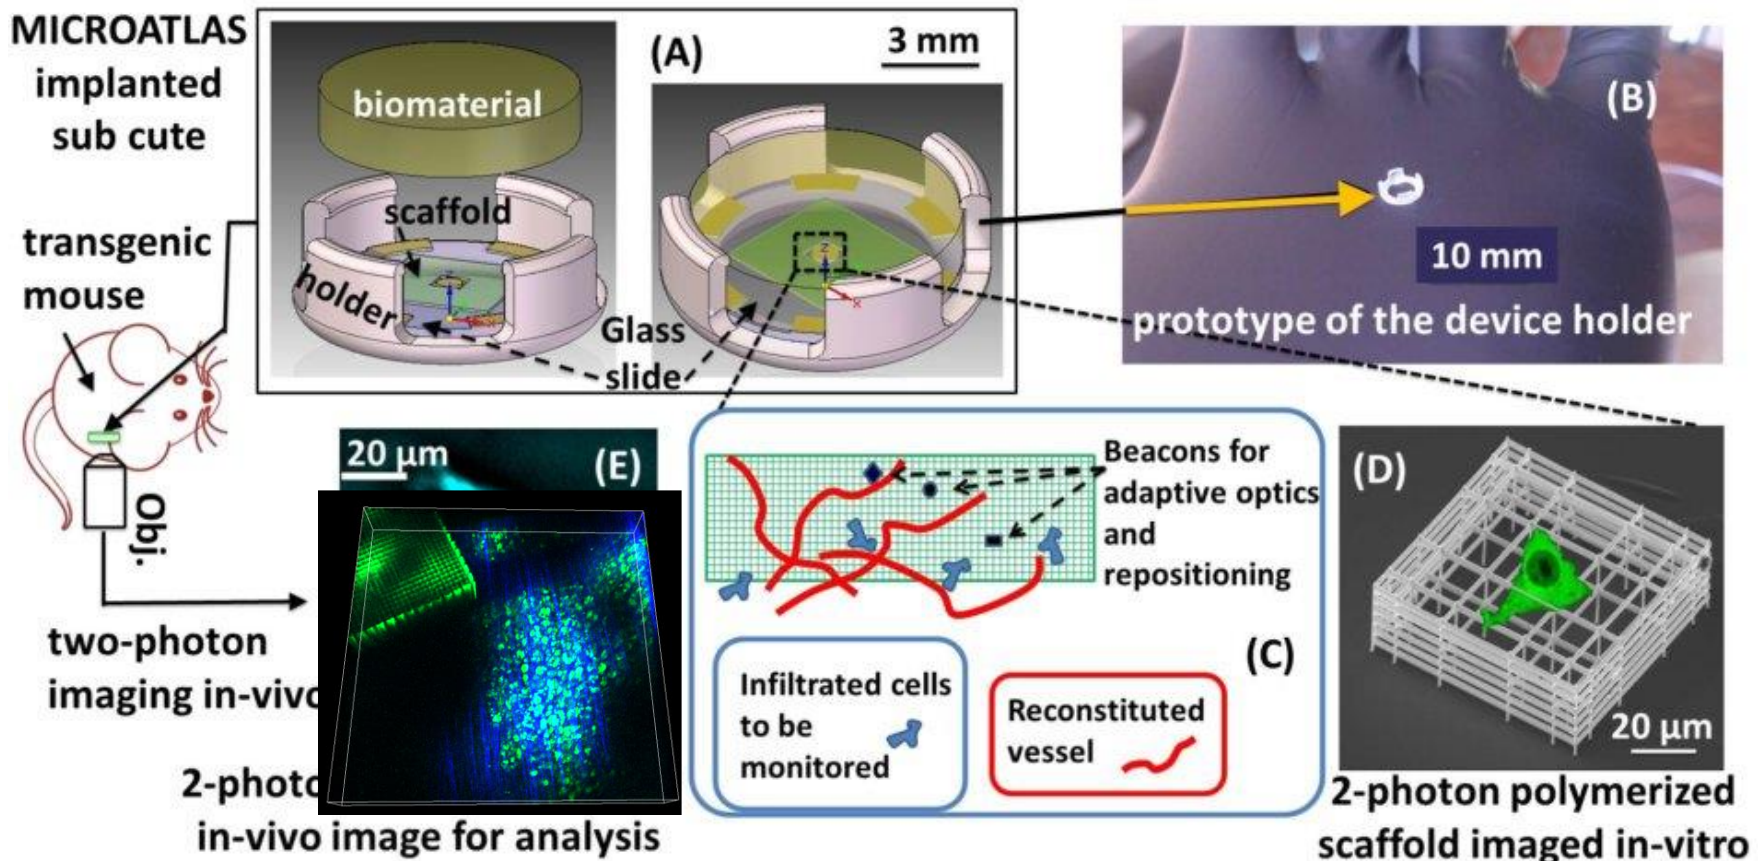 MICROATLAS
implanted
sub cute
transgenic
mouse
Obj.
two-photon
imaging in-vivo
(A)
3 mm
biomaterial
scaffold
holder
Glass
slide
(B)
10 mm
prototype of the device holder
20 µm
(E)
in-vivo image for analysis
Beacons for
adaptive optics
and
repositioning
(C)
Infiltrated cells
to be
monitored
Reconstituted
vessel
(D)
20 µm
2-photon polymerized
scaffold imaged in-vitro